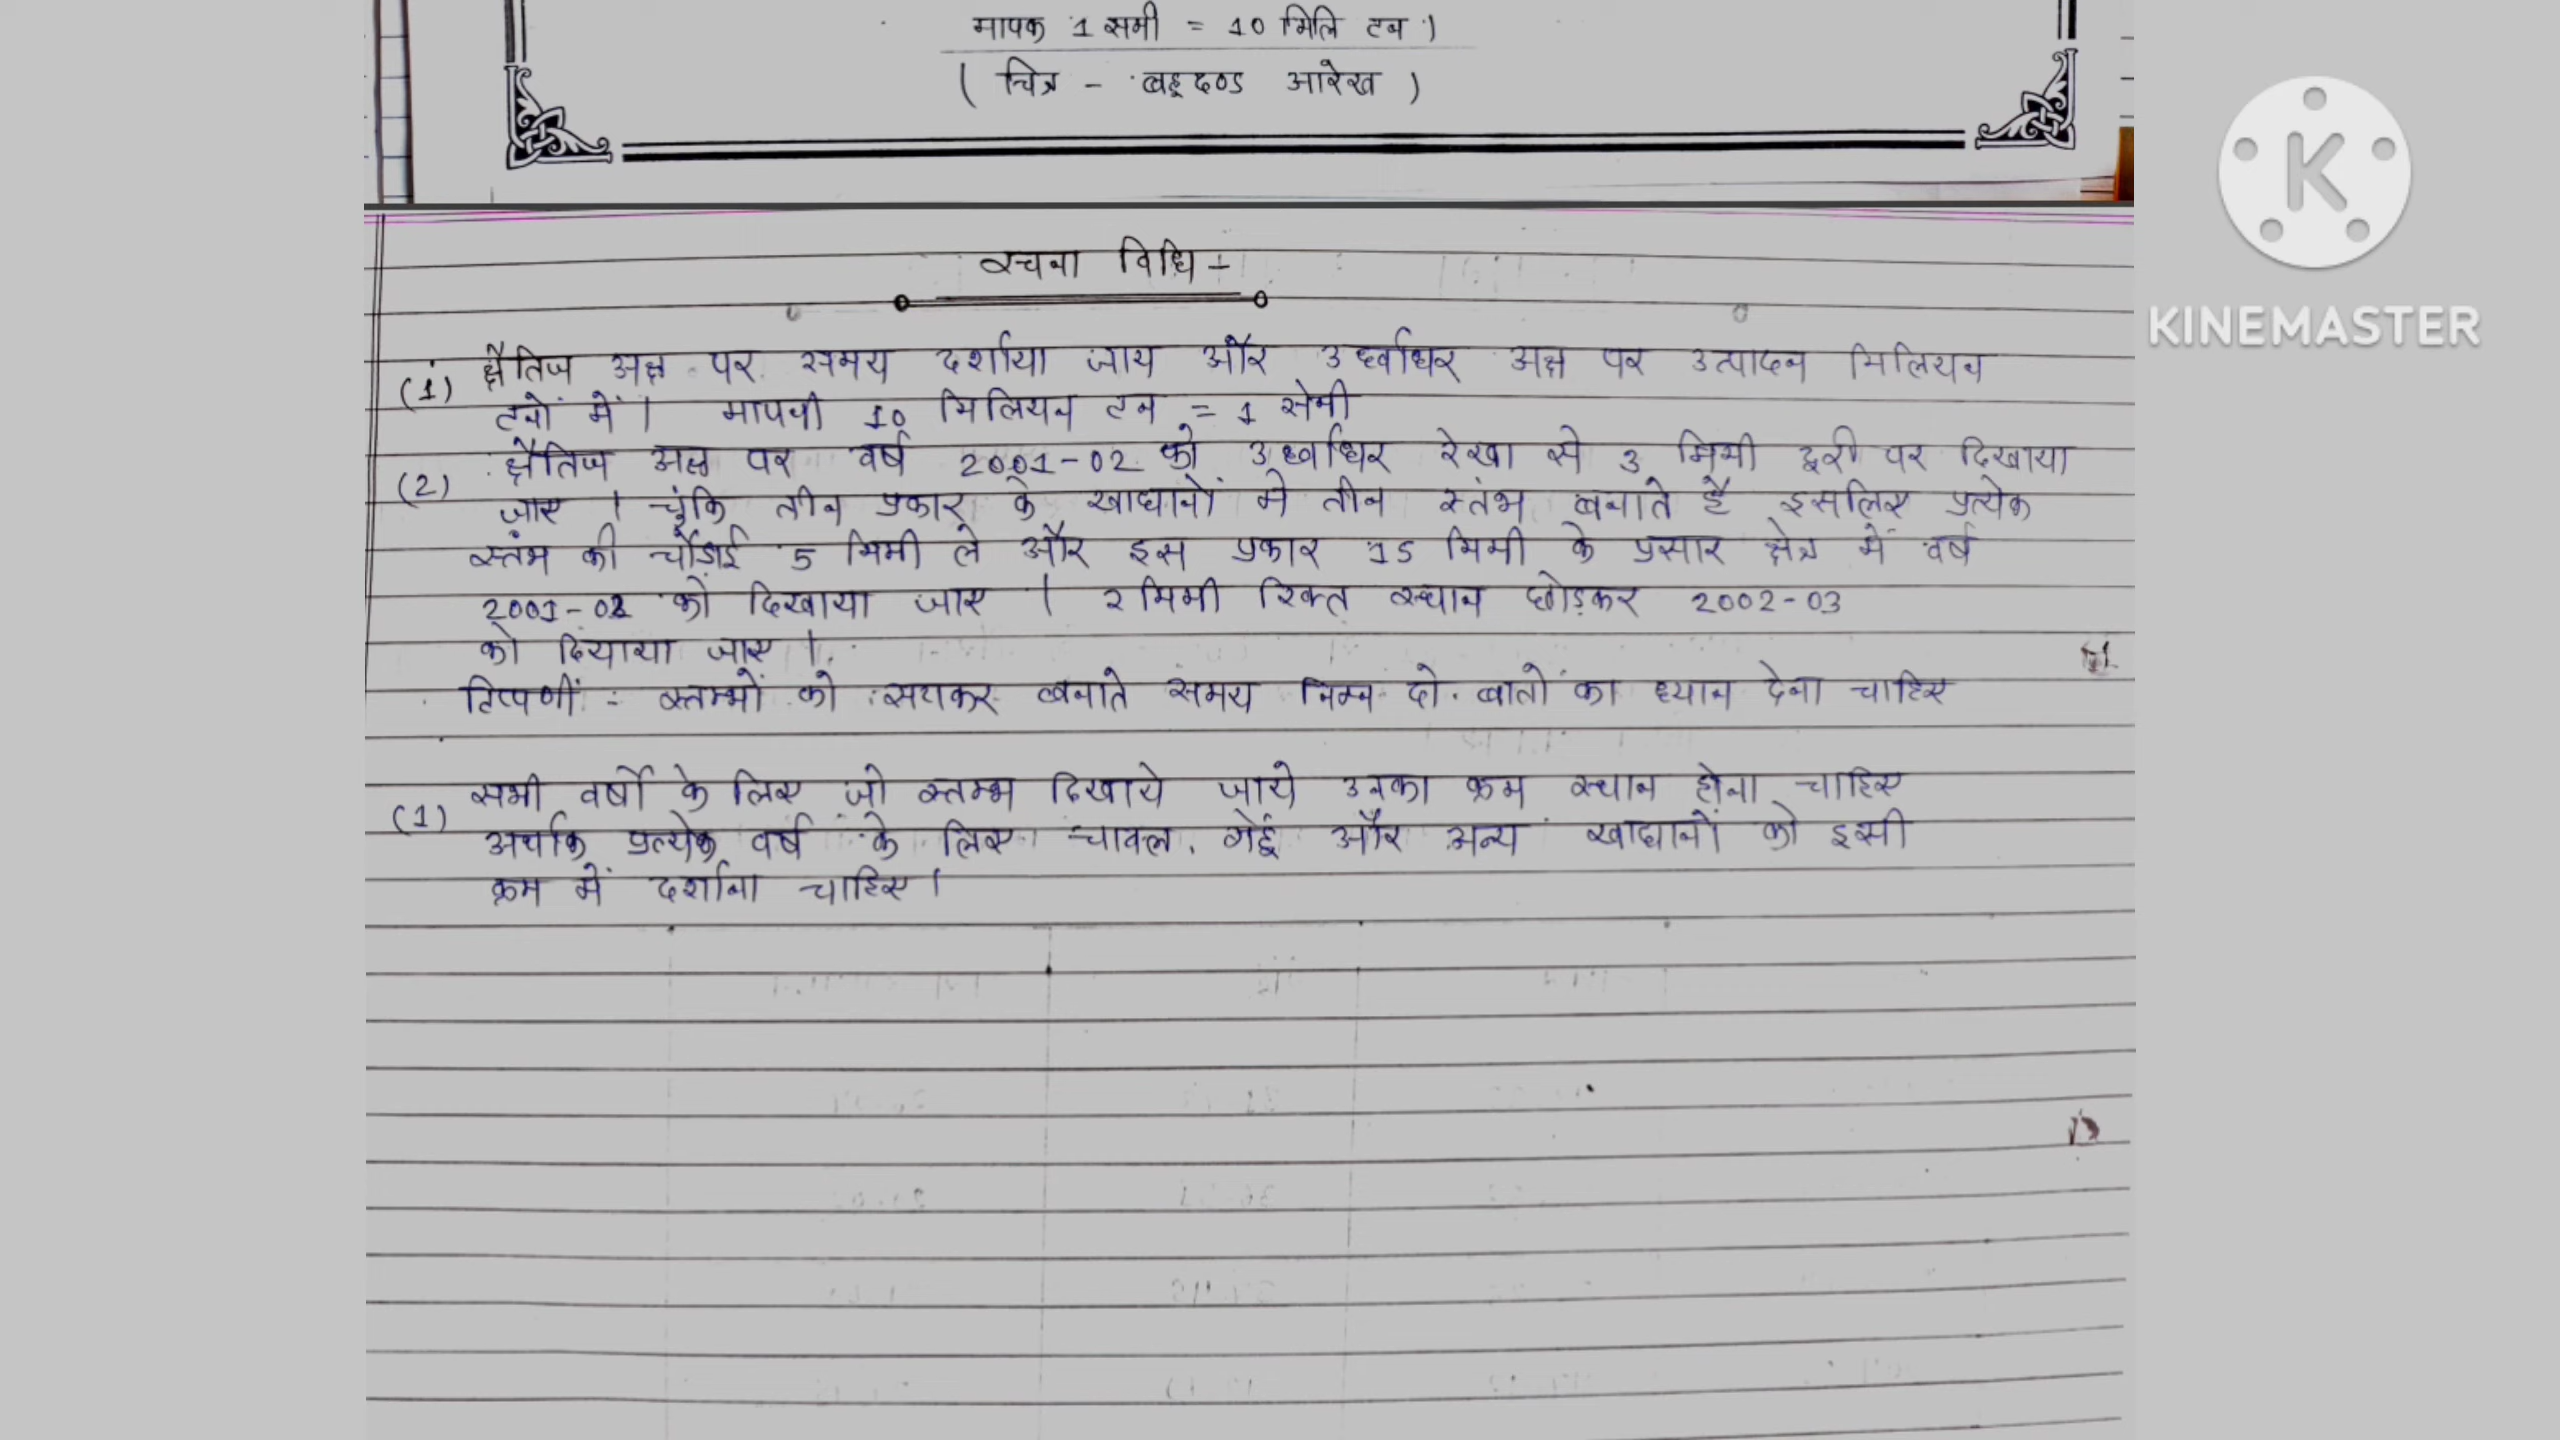 मापक 1 समी = 10 मिलि टन ।
( चित्र - बहूदण्ड आरेख )
रचना विधि -
(1) क्षैतिज अक्ष पर समय दर्शाया जाय और उर्ध्वाधर अक्ष पर उत्पादन मिलियन
टनों में । मापनी 10 मिलियन टन = 1 सेमी
(2) क्षैतिज अक्ष पर वर्ष 2001-02 को उर्ध्वाधर रेखा से 3 मिमी दूरी पर दिखाया
जाए । चुंकि तीन प्रकार के खाद्यानों मे तीन स्तंभ बनाते है इसलिए प्रत्येक
स्तंभ की चौड़ाई 5 मिमी ले और इस प्रकार 15 मिमी के प्रसार क्षेत्र में वर्ष
2001-02 को दिखाया जाए । 2 मिमी रिक्त स्थान छोड़कर 2002-03
को दियाया जाए ।
टिप्पणीं :- स्तम्भों को सटाकर बनाते समय निम्न दो बातों का ध्यान देना चाहिए
(1) सभी वर्षों के लिए जो स्तम्भ दिखाये जाये उनका क्रम स्थान होना चाहिए
अर्थाक प्रत्येक वर्ष के लिए चावल, गेहूं और अन्य खाद्यानों को इसी
क्रम में दर्शाना चाहिए ।
K
KINEMASTER